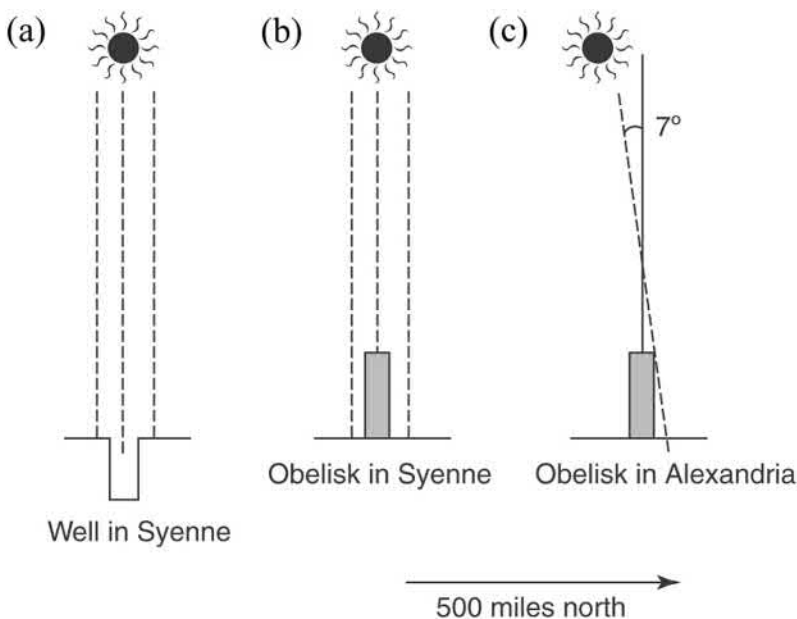 (a)
(b)
(c)
7°
Obelisk in Syenne
Obelisk in Alexandria
Well in Syenne
500 miles north